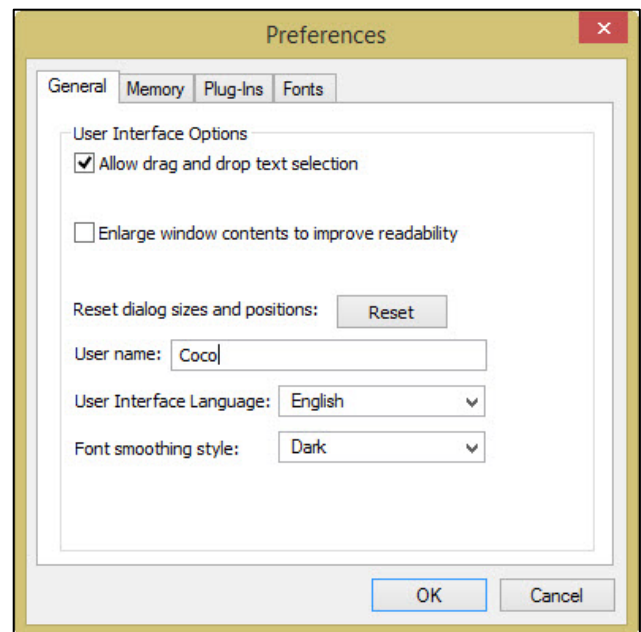 Preferences
General Memory Plug-Ins Fonts
User Interface Options
Allow drag and drop text selection
Enlarge window contents to improve readability
Reset dialog sizes and positions: Reset
User name: Coco
User Interface Language: English
Font smoothing style: Dark
OK Cancel